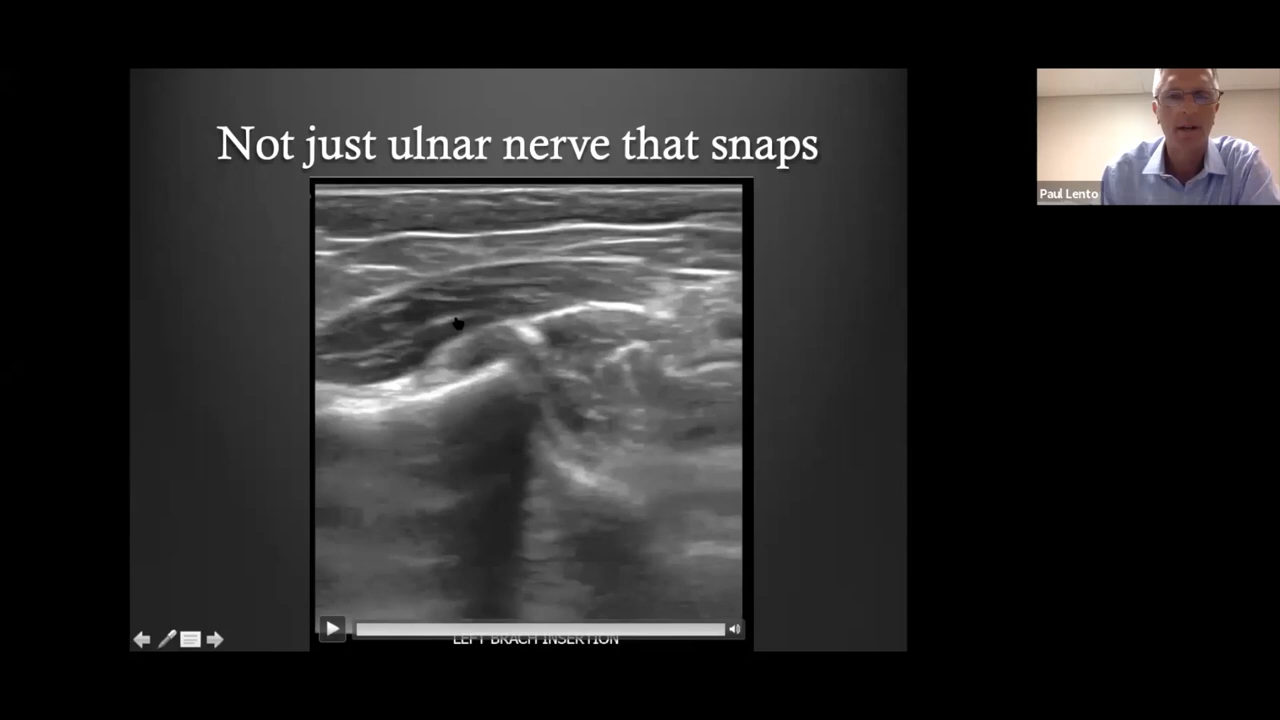 Not just ulnar nerve that snaps
Paul Lento
LEFT BRACH INSERTION